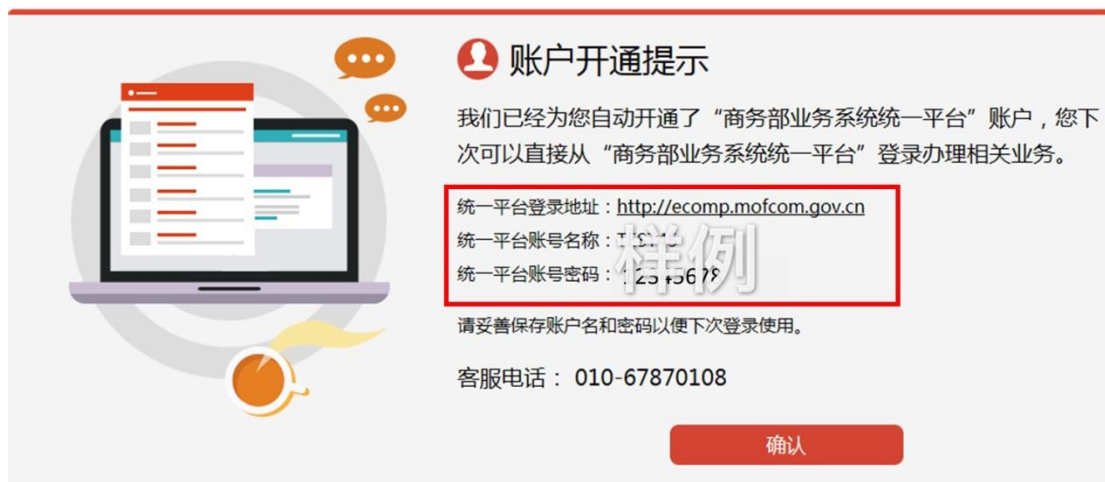 账户开通提示
我们已经为您自动开通了“商务部业务系统统一平台”账户，您下
次可以直接从“商务部业务系统统一平台”登录办理相关业务。
统一平台登录地址：http://ecomp.mofcom.gov.cn
统一平台账号名称：
统一平台账号密码：12345678
样例
请妥善保存账户名和密码以便下次登录使用。
客服电话： 010-67870108
确认